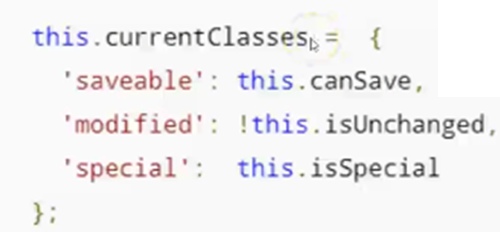 this.currentClasses = {
'saveable': this.canSave,
'modified': !this.isUnchanged,
'special': this.isSpecial
};